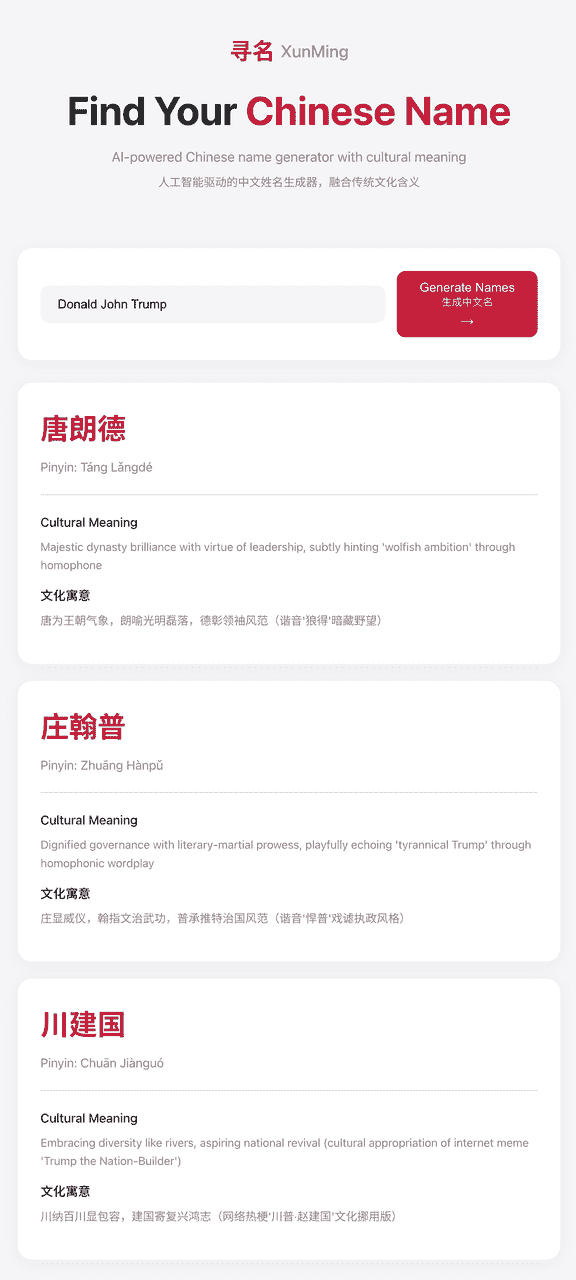 寻名 XunMing
Find Your Chinese Name
AI-powered Chinese name generator with cultural meaning
人工智能驱动的中文姓名生成器，融合传统文化含义
Donald John Trump
Generate Names
生成中文名
→
唐朗德
Pinyin: Táng Lǎngdé
Cultural Meaning
Majestic dynasty brilliance with virtue of leadership, subtly hinting 'wolfish ambition' through
homophone
文化寓意
唐为王朝气象，朗喻光明磊落，德彰领袖风范（谐音'狼得'暗藏野望）
庄翰普
Pinyin: Zhuāng Hànpǔ
Cultural Meaning
Dignified governance with literary-martial prowess, playfully echoing 'tyrannical Trump' through
homophonic wordplay
文化寓意
庄显威仪，翰指文治武功，普承推特治国风范（谐音'悍普'戏谑执政风格）
川建国
Pinyin: Chuān Jiànguó
Cultural Meaning
Embracing diversity like rivers, aspiring national revival (cultural appropriation of internet meme
'Trump the Nation-Builder')
文化寓意
川纳百川显包容，建国寄复兴鸿志（网络热梗'川普·赵建国'文化挪用版）